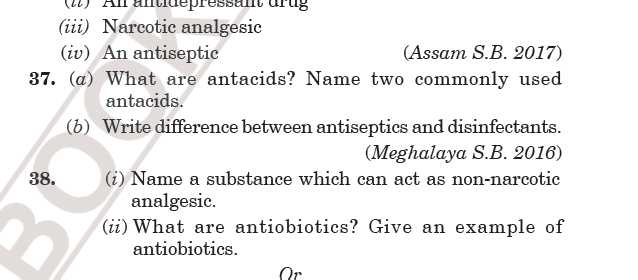 (ii) An antidepressant drug
(iii) Narcotic analgesic
(iv) An antiseptic (Assam S.B. 2017)
37. (a) What are antacids? Name two commonly used
antacids.
(b) Write difference between antiseptics and disinfectants.
(Meghalaya S.B. 2016)
38. (i) Name a substance which can act as non-narcotic
analgesic.
(ii) What are antiobiotics? Give an example of
antiobiotics.
Or
BOOK